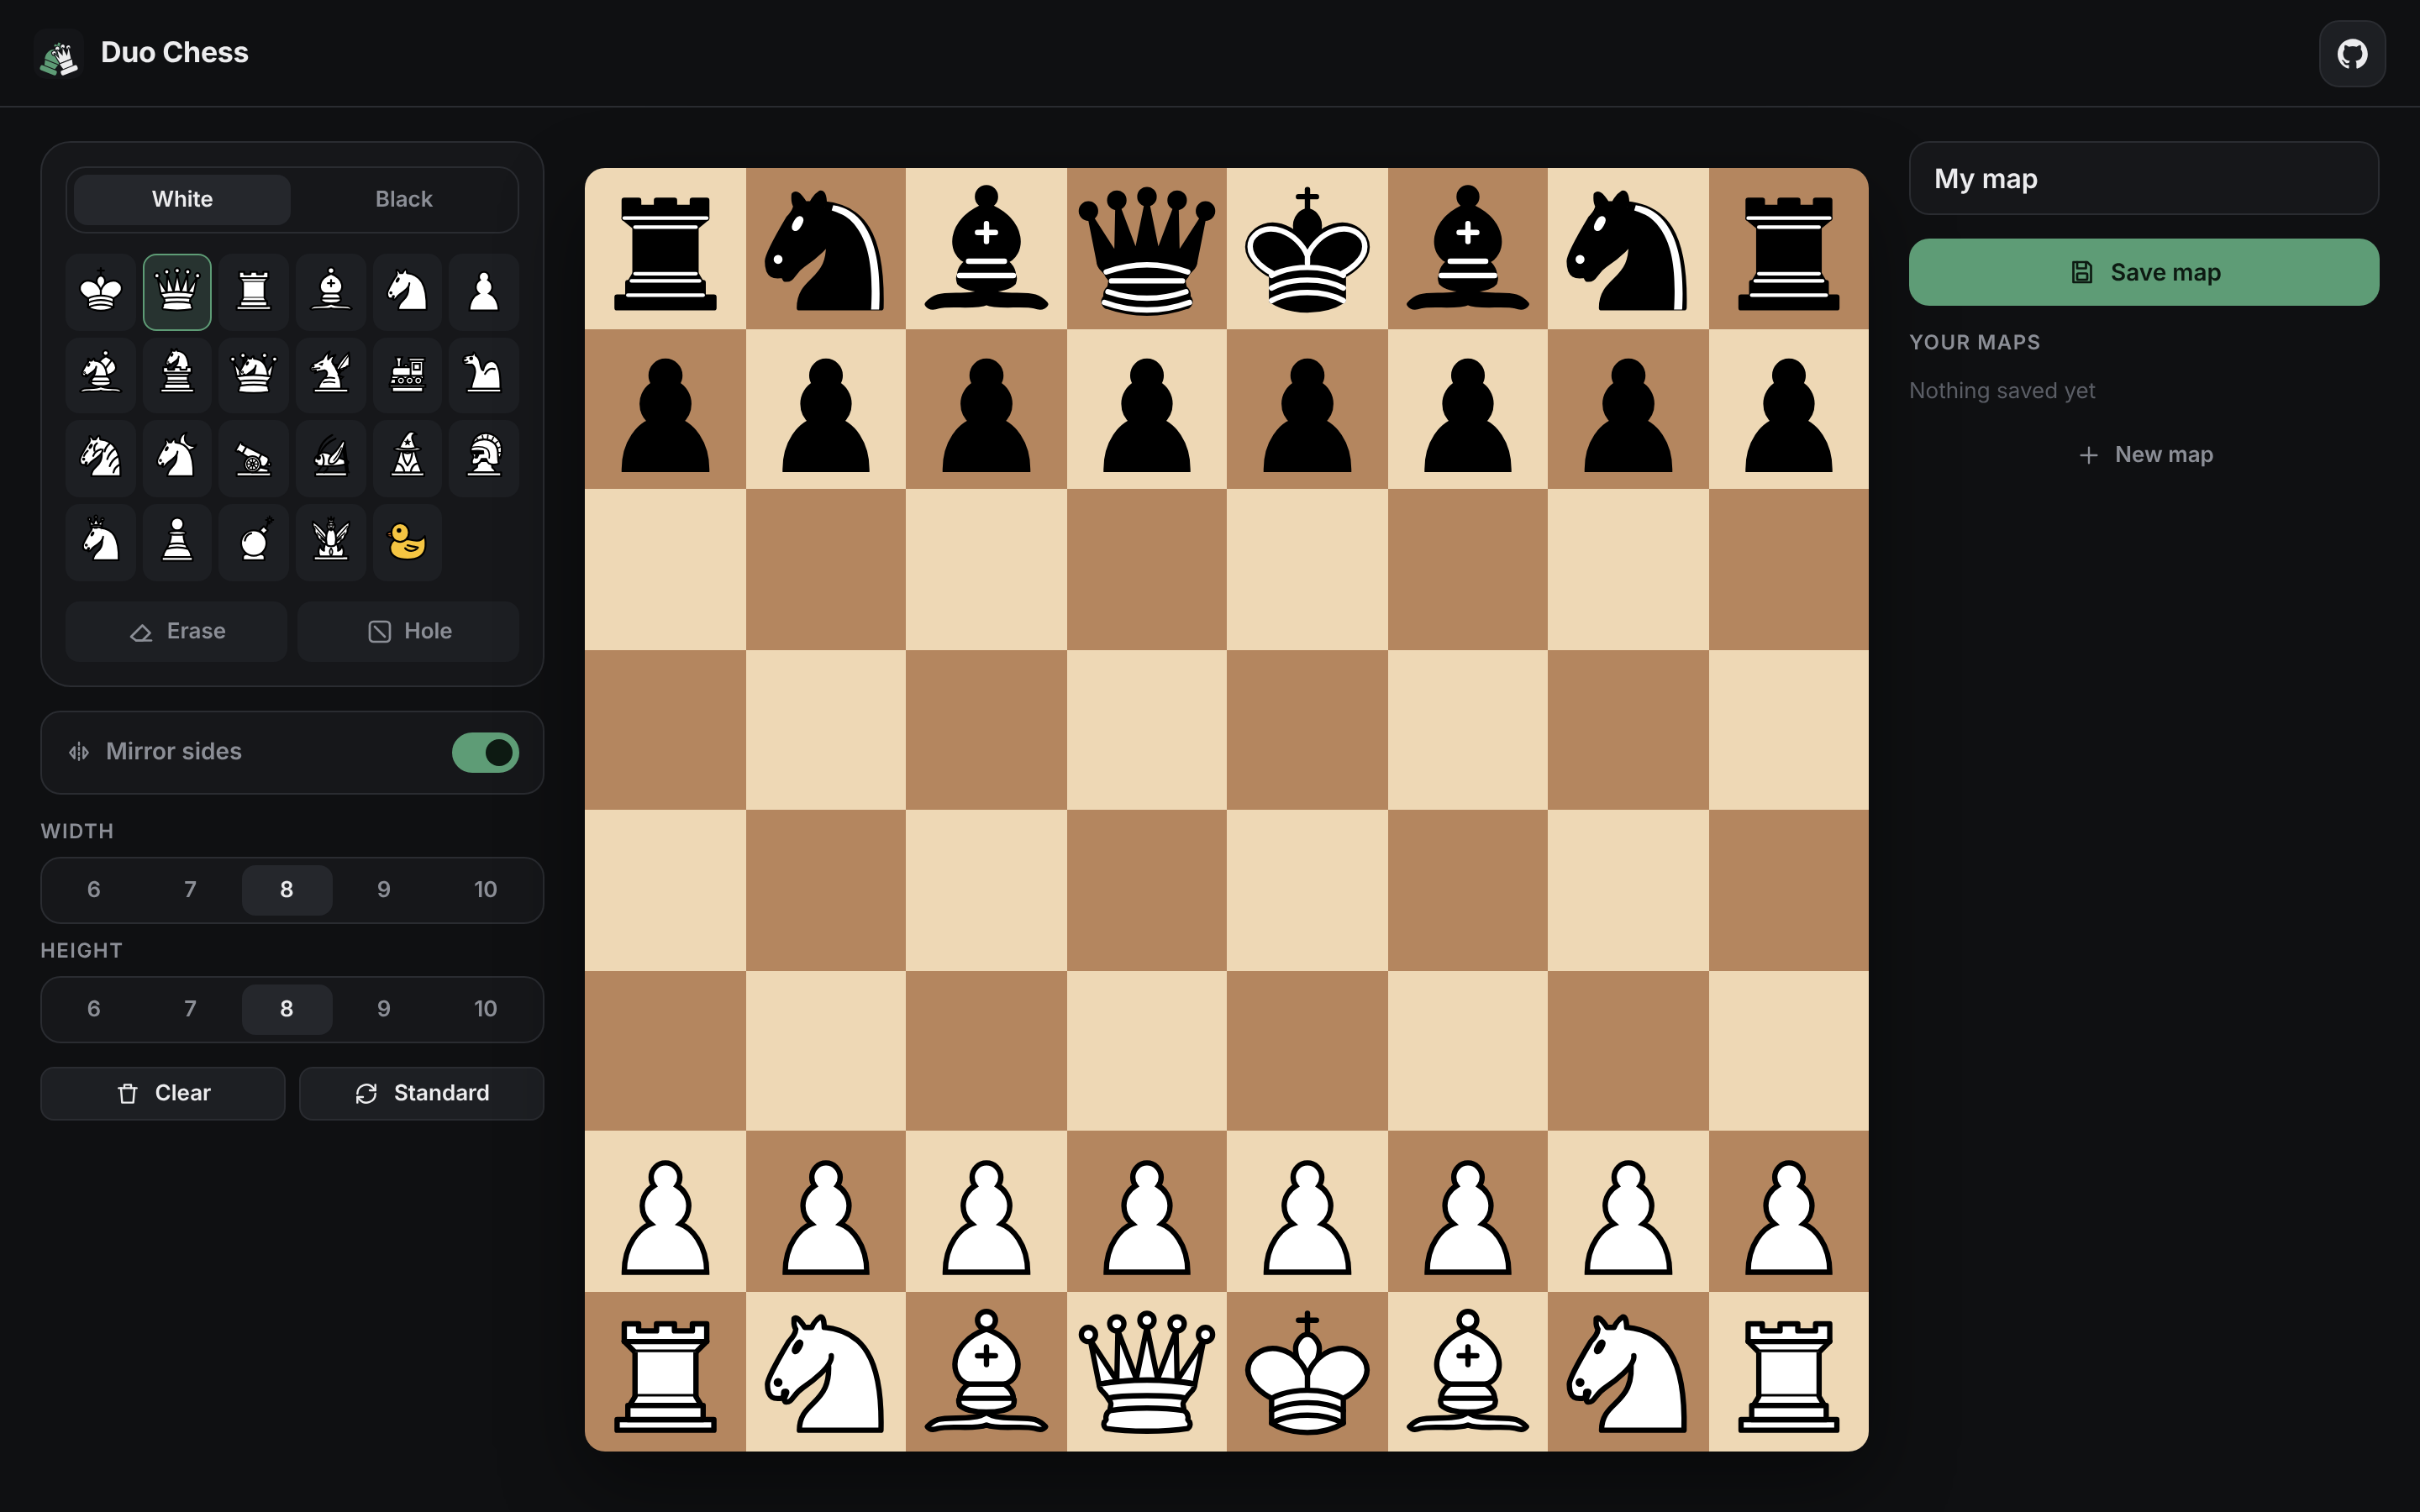 Duo Chess
White
Black
Erase
Hole
Mirror sides
WIDTH
6 7 8 9 10
HEIGHT
6 7 8 9 10
Clear
Standard
My map
Save map
YOUR MAPS
Nothing saved yet
New map